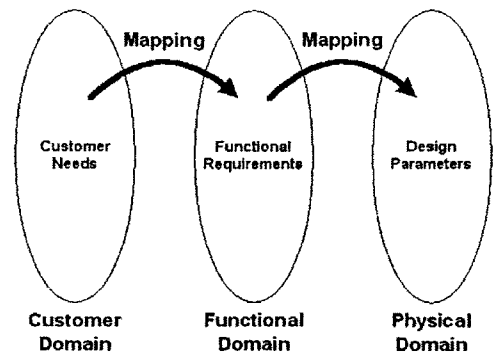 Mapping
Mapping
Customer
Needs
Functional
Requirements
Design
Parameters
Customer
Domain
Functional
Domain
Physical
Domain